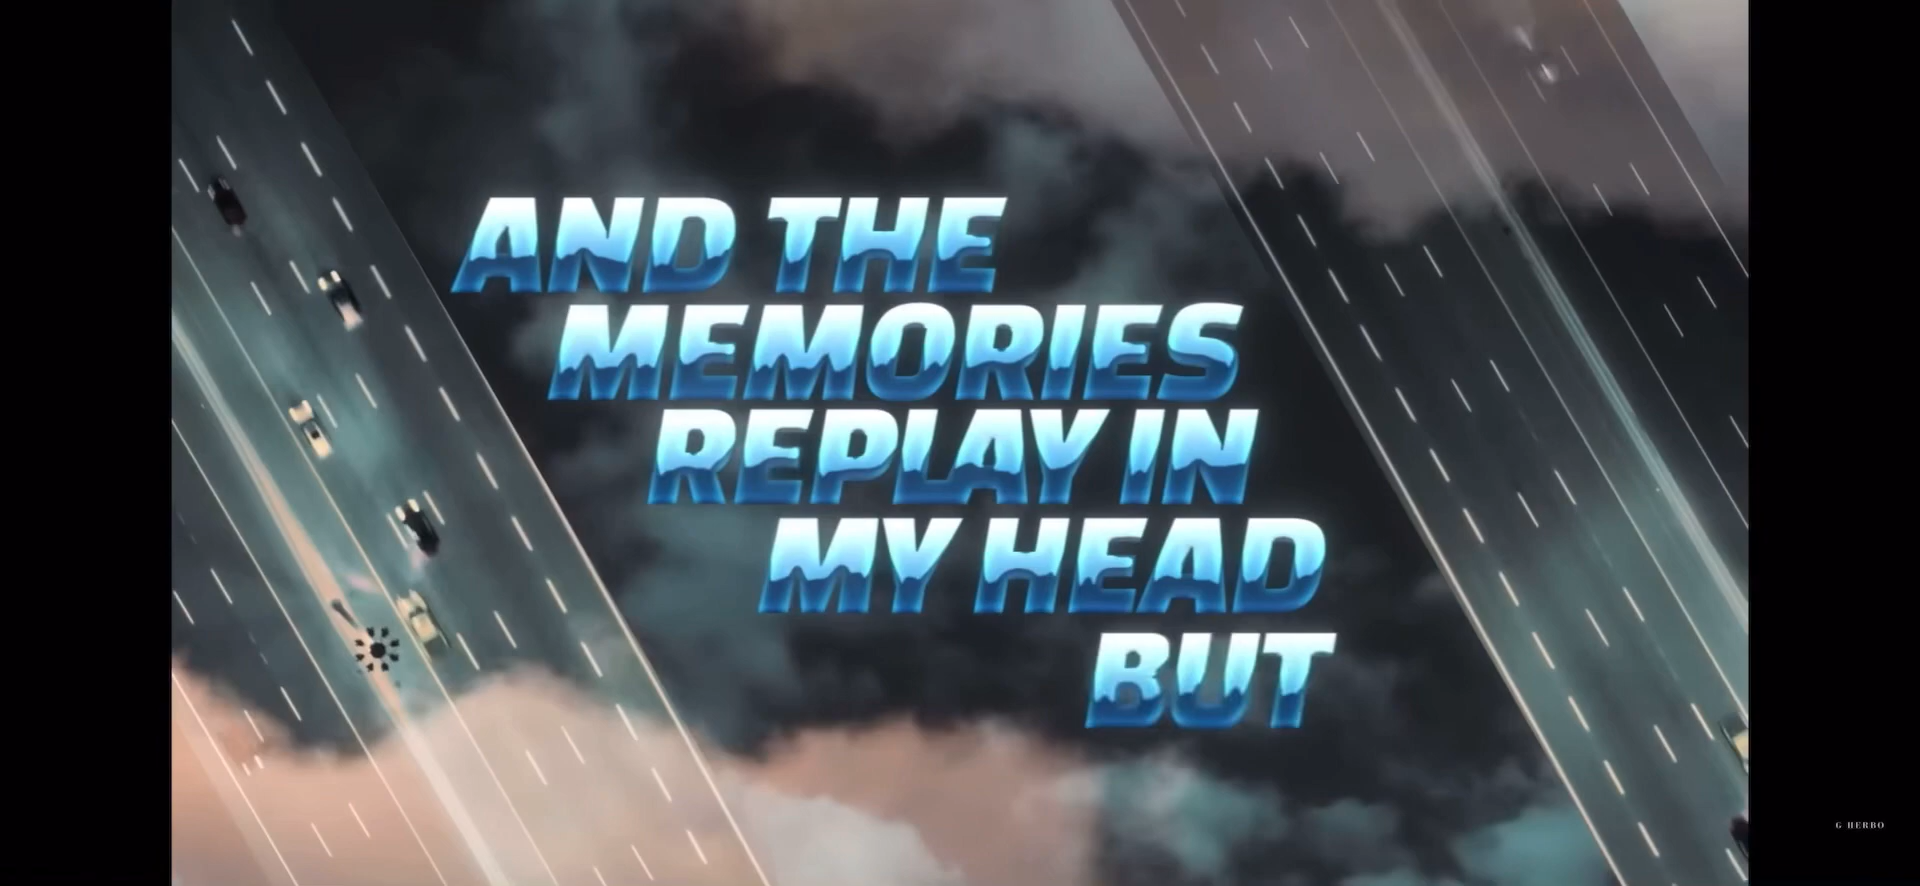 AND THE
MEMORIES
REPLAY IN
MY HEAD
BUT
G HERBO